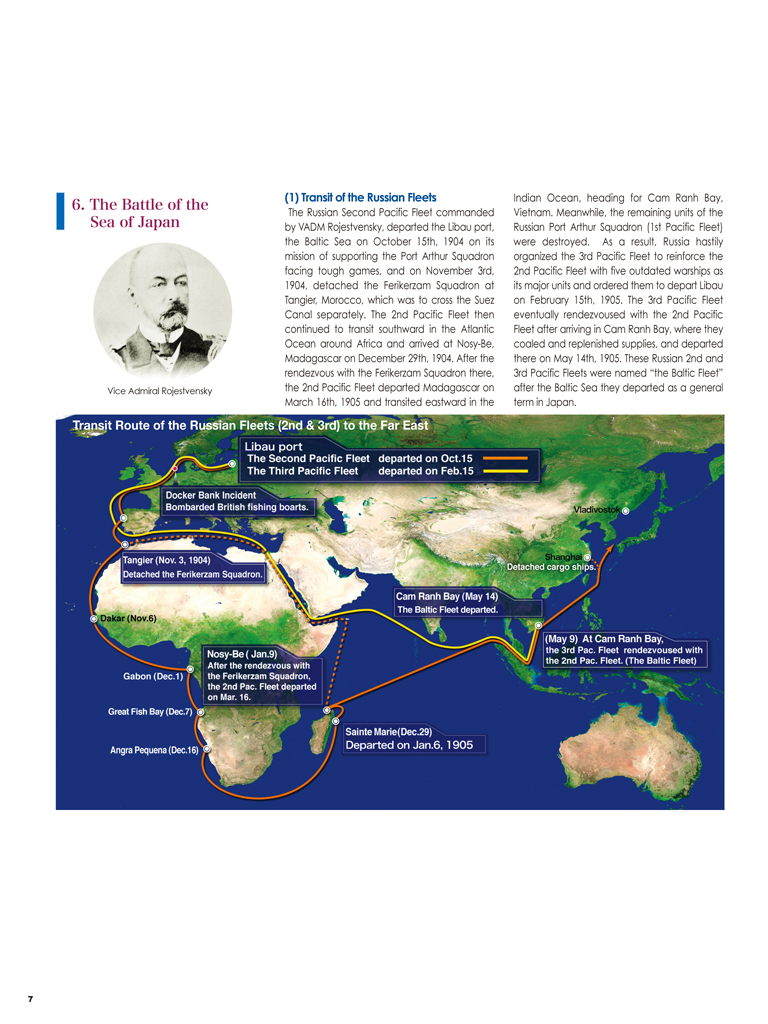 6. The Battle of the
Sea of Japan
Vice Admiral Rojestvensky
(1) Transit of the Russian Fleets
The Russian Second Pacific Fleet commanded
by VADM Rojestvensky, departed the Libau port,
the Baltic Sea on October 15th, 1904 on its
mission of supporting the Port Arthur Squadron
facing tough games, and on November 3rd,
1904, detached the Ferikerzam Squadron at
Tangier, Morocco, which was to cross the Suez
Canal separately. The 2nd Pacific Fleet then
continued to transit southward in the Atlantic
Ocean around Africa and arrived at Nosy-Be,
Madagascar on December 29th, 1904. After the
rendezvous with the Ferikerzam Squadron there,
the 2nd Pacific Fleet departed Madagascar on
March 16th, 1905 and transited eastward in the
Indian Ocean, heading for Cam Ranh Bay,
Vietnam. Meanwhile, the remaining units of the
Russian Port Arthur Squadron (1st Pacific Fleet)
were destroyed. As a result, Russia hastily
organized the 3rd Pacific Fleet to reinforce the
2nd Pacific Fleet with five outdated warships as
its major units and ordered them to depart Libau
on February 15th, 1905. The 3rd Pacific Fleet
eventually rendezvoused with the 2nd Pacific
Fleet after arriving in Cam Ranh Bay, where they
coaled and replenished supplies, and departed
there on May 14th, 1905. These Russian 2nd and
3rd Pacific Fleets were named “the Baltic Fleet”
after the Baltic Sea they departed as a general
term in Japan.
Transit Route of the Russian Fleets (2nd & 3rd) to the Far East
Libau port
The Second Pacific Fleet departed on Oct.15
The Third Pacific Fleet departed on Feb.15
Docker Bank Incident
Bombarded British fishing boarts.
Vladivostok
Tangier (Nov. 3, 1904)
Detached the Ferikerzam Squadron.
Shanghai
Detached cargo ships.
Cam Ranh Bay (May 14)
The Baltic Fleet departed.
Dakar (Nov.6)
(May 9) At Cam Ranh Bay,
the 3rd Pac. Fleet rendezvoused with
the 2nd Pac. Fleet. (The Baltic Fleet)
Nosy-Be ( Jan.9)
After the rendezvous with
the Ferikerzam Squadron,
the 2nd Pac. Fleet departed
on Mar. 16.
Gabon (Dec.1)
Great Fish Bay (Dec.7)
Angra Pequena (Dec.16)
Sainte Marie(Dec.29)
Departed on Jan.6, 1905
7